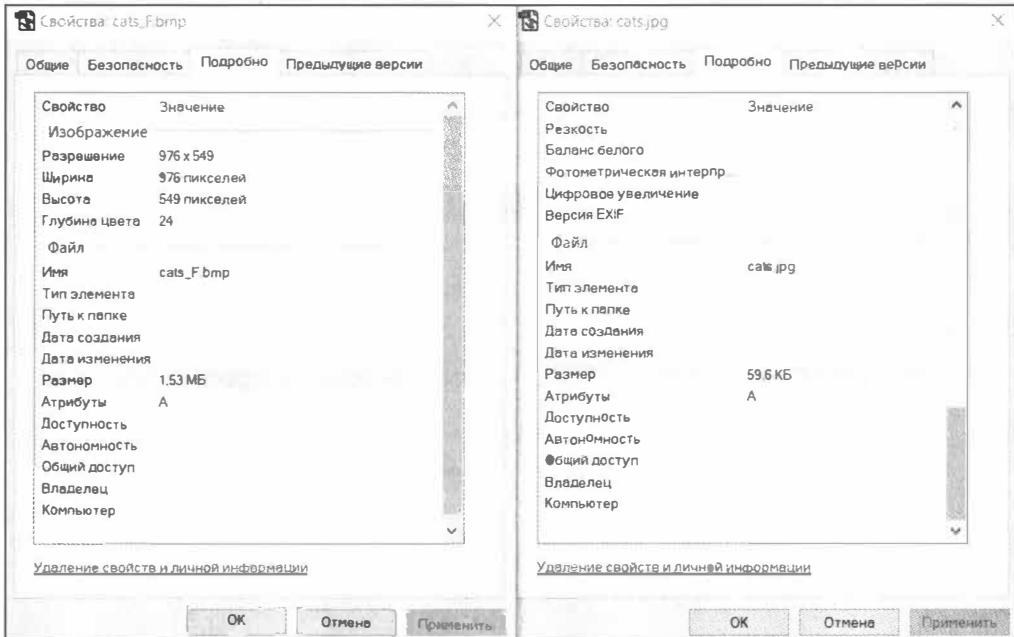 Свойства: cats_F.bmp
Общие Безопасность Подробно Предыдущие версии
Свойство Значение
Изображение
Разрешение 976 x 549
Ширина 976 пикселей
Высота 549 пикселей
Глубина цвета 24
Файл
Имя cats_F.bmp
Тип элемента
Путь к папке
Дата создания
Дата изменения
Размер 1,53 МБ
Атрибуты A
Доступность
Автономность
Общий доступ
Владелец
Компьютер
Удаление свойств и личной информации
ОК Отмена Применить
Свойства: cats.jpg
Общие Безопасность Подробно Предыдущие версии
Свойство Значение
Резкость
Баланс белого
Фотометрическая интерпр...
Цифровое увеличение
Версия EXIF
Файл
Имя cats.jpg
Тип элемента
Путь к папке
Дата создания
Дата изменения
Размер 59,6 КБ
Атрибуты A
Доступность
Автономность
Общий доступ
Владелец
Компьютер
Удаление свойств и личной информации
ОК Отмена Применить